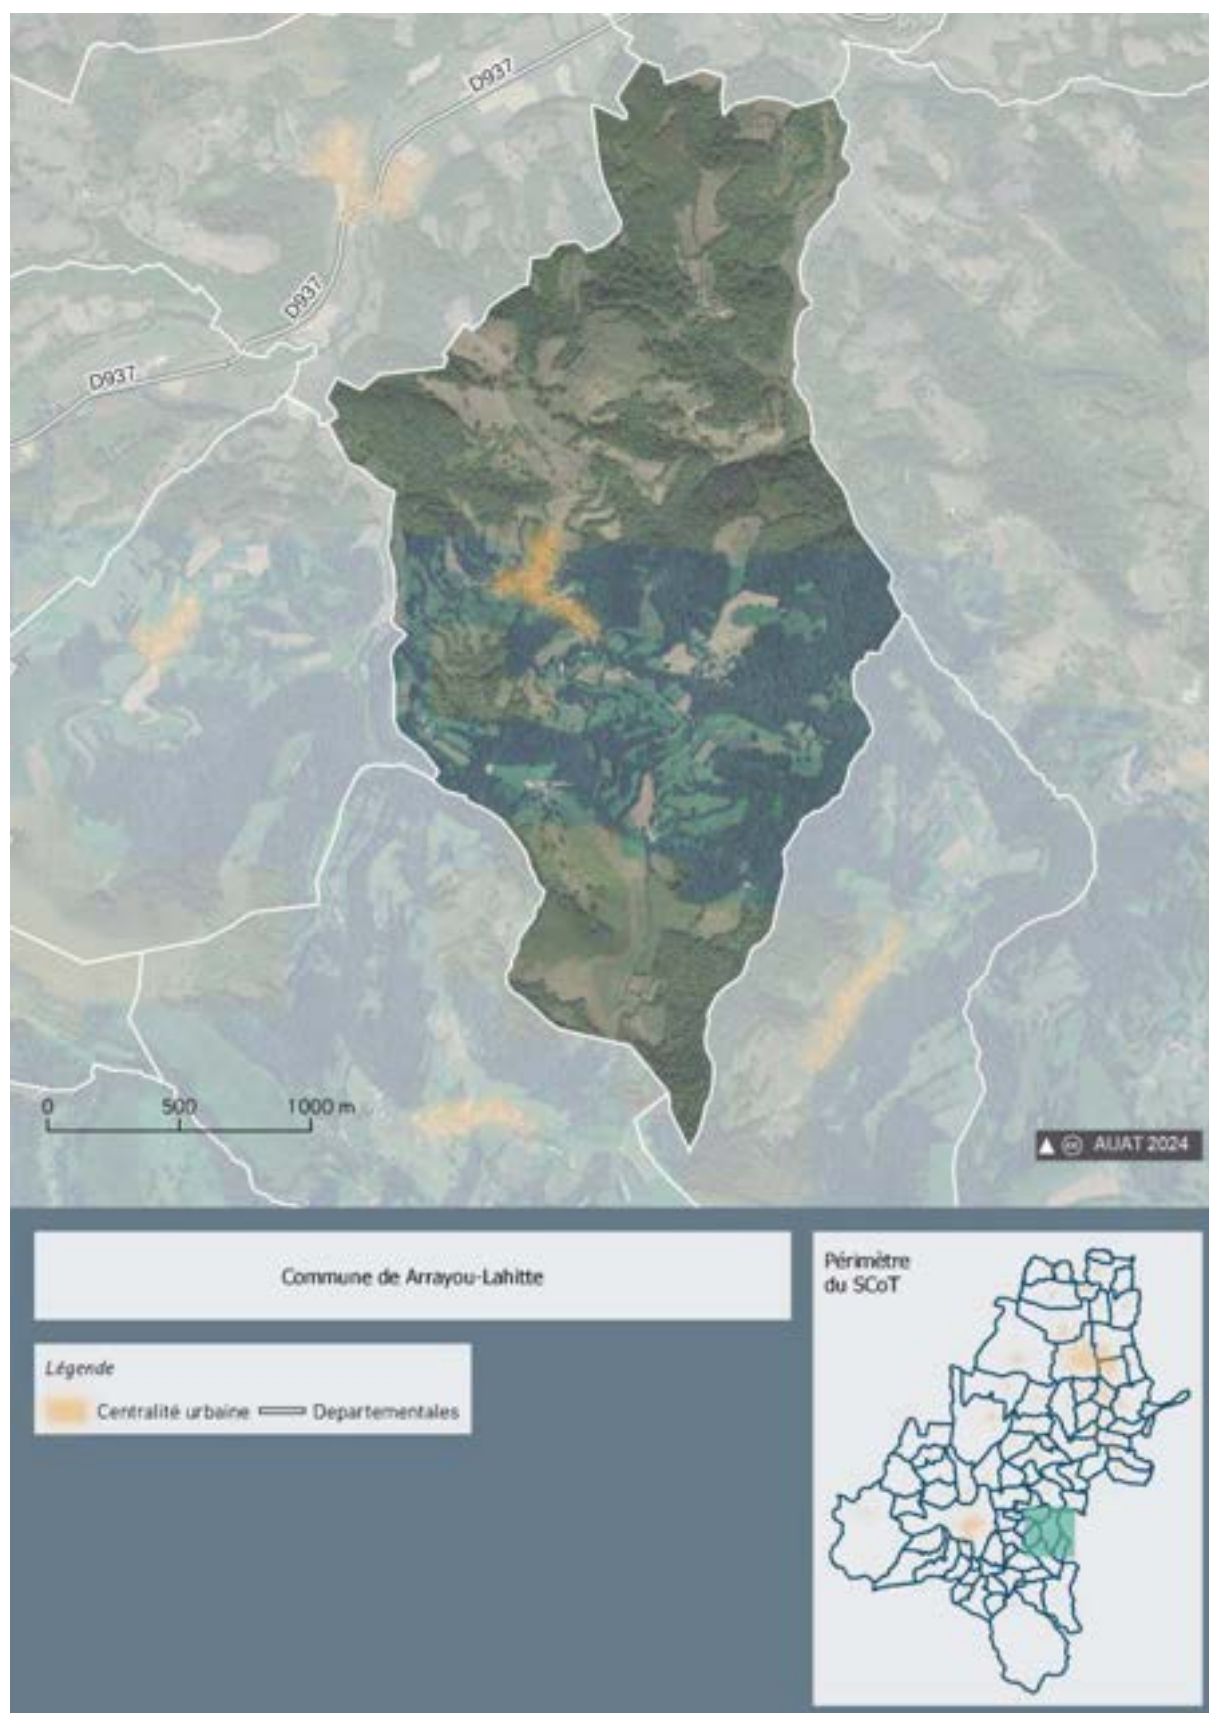 D937
D937
D937
0 500 1000 m
AUAT 2024
Commune de Arrayou-Lahitte
Périmètre
du SCoT
Légende
Centralité urbaine Departementales